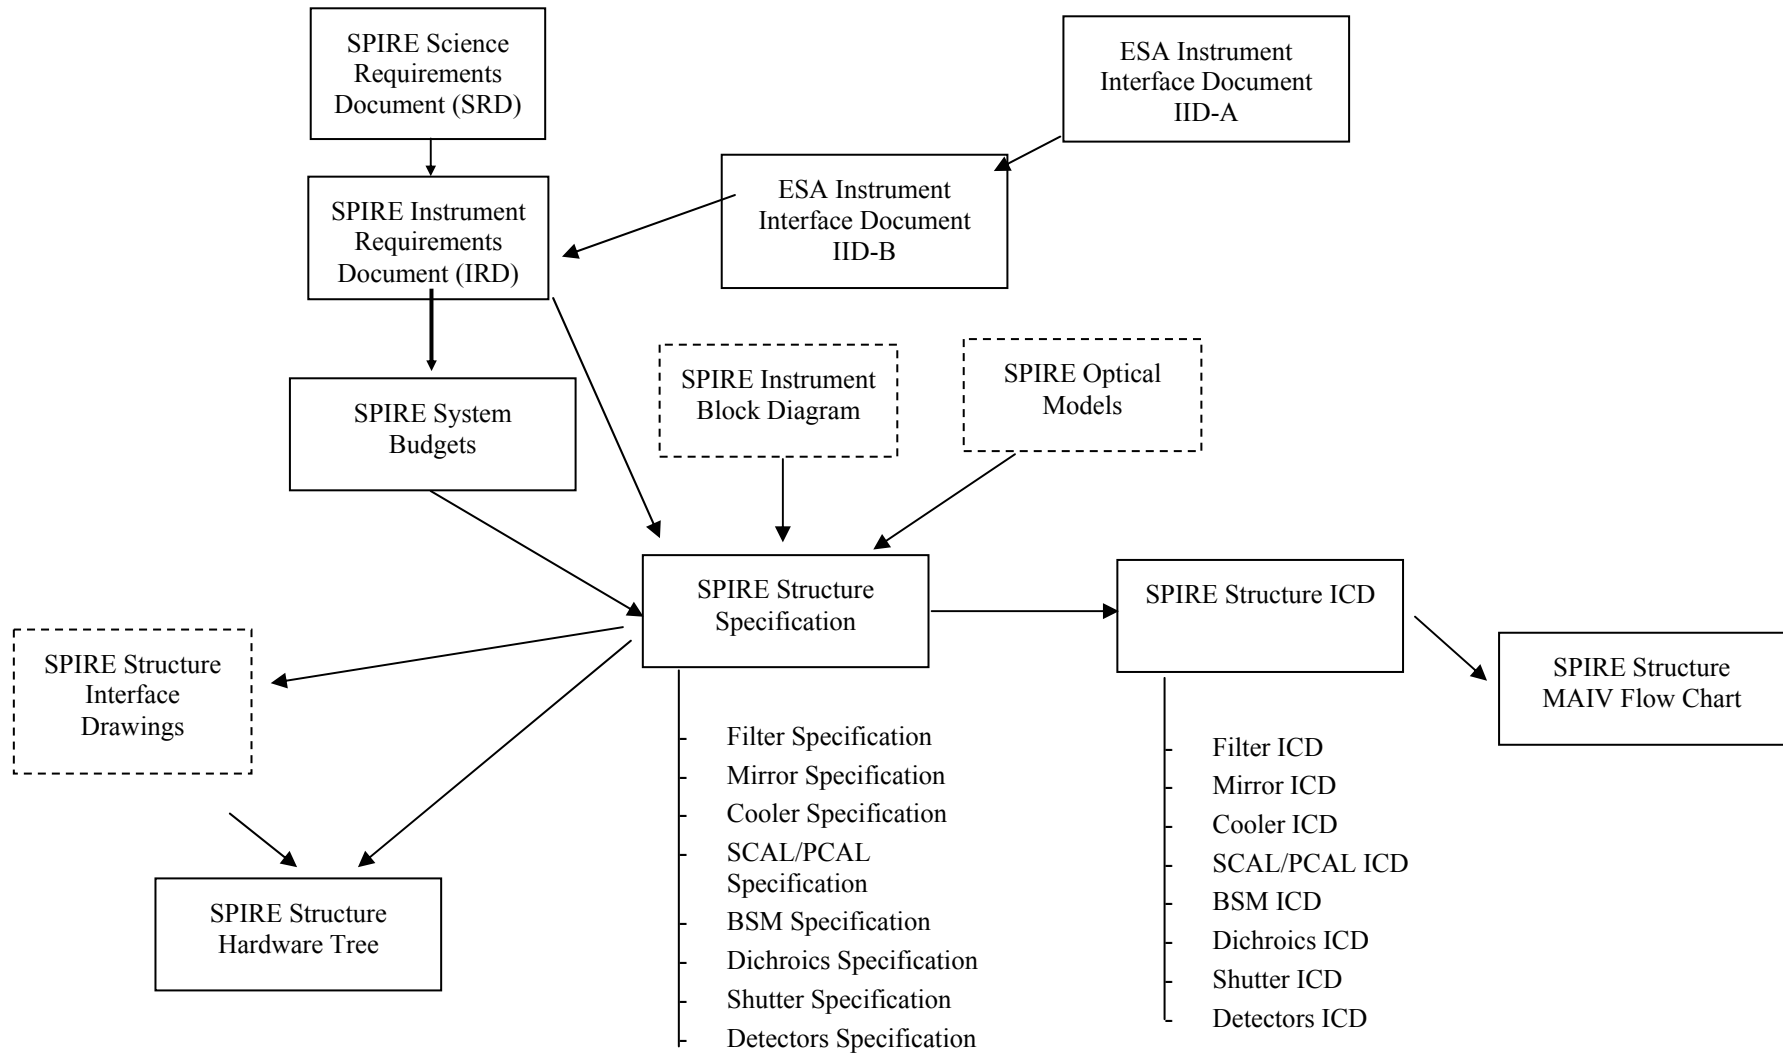 SPIRE Science
Requirements
Document (SRD)
ESA Instrument
Interface Document
IID-A
SPIRE Instrument
Requirements
Document (IRD)
ESA Instrument
Interface Document
IID-B
SPIRE System
Budgets
SPIRE Instrument
Block Diagram
SPIRE Optical
Models
SPIRE Structure
Specification
SPIRE Structure ICD
SPIRE Structure
MAIV Flow Chart
SPIRE Structure
Interface
Drawings
SPIRE Structure
Hardware Tree
Filter Specification
Mirror Specification
Cooler Specification
SCAL/PCAL
Specification
BSM Specification
Dichroics Specification
Shutter Specification
Detectors Specification
Filter ICD
Mirror ICD
Cooler ICD
SCAL/PCAL ICD
BSM ICD
Dichroics ICD
Shutter ICD
Detectors ICD